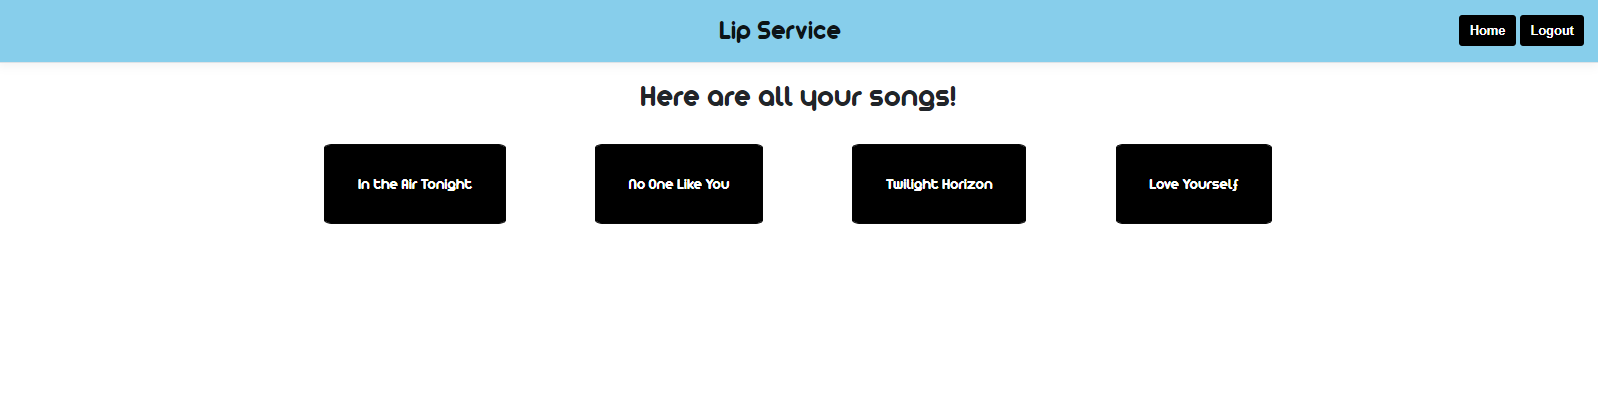 Lip Service
Home
Logout
Here are all your songs!
In the Air Tonight
No One Like You
Twilight Horizon
Love Yourself